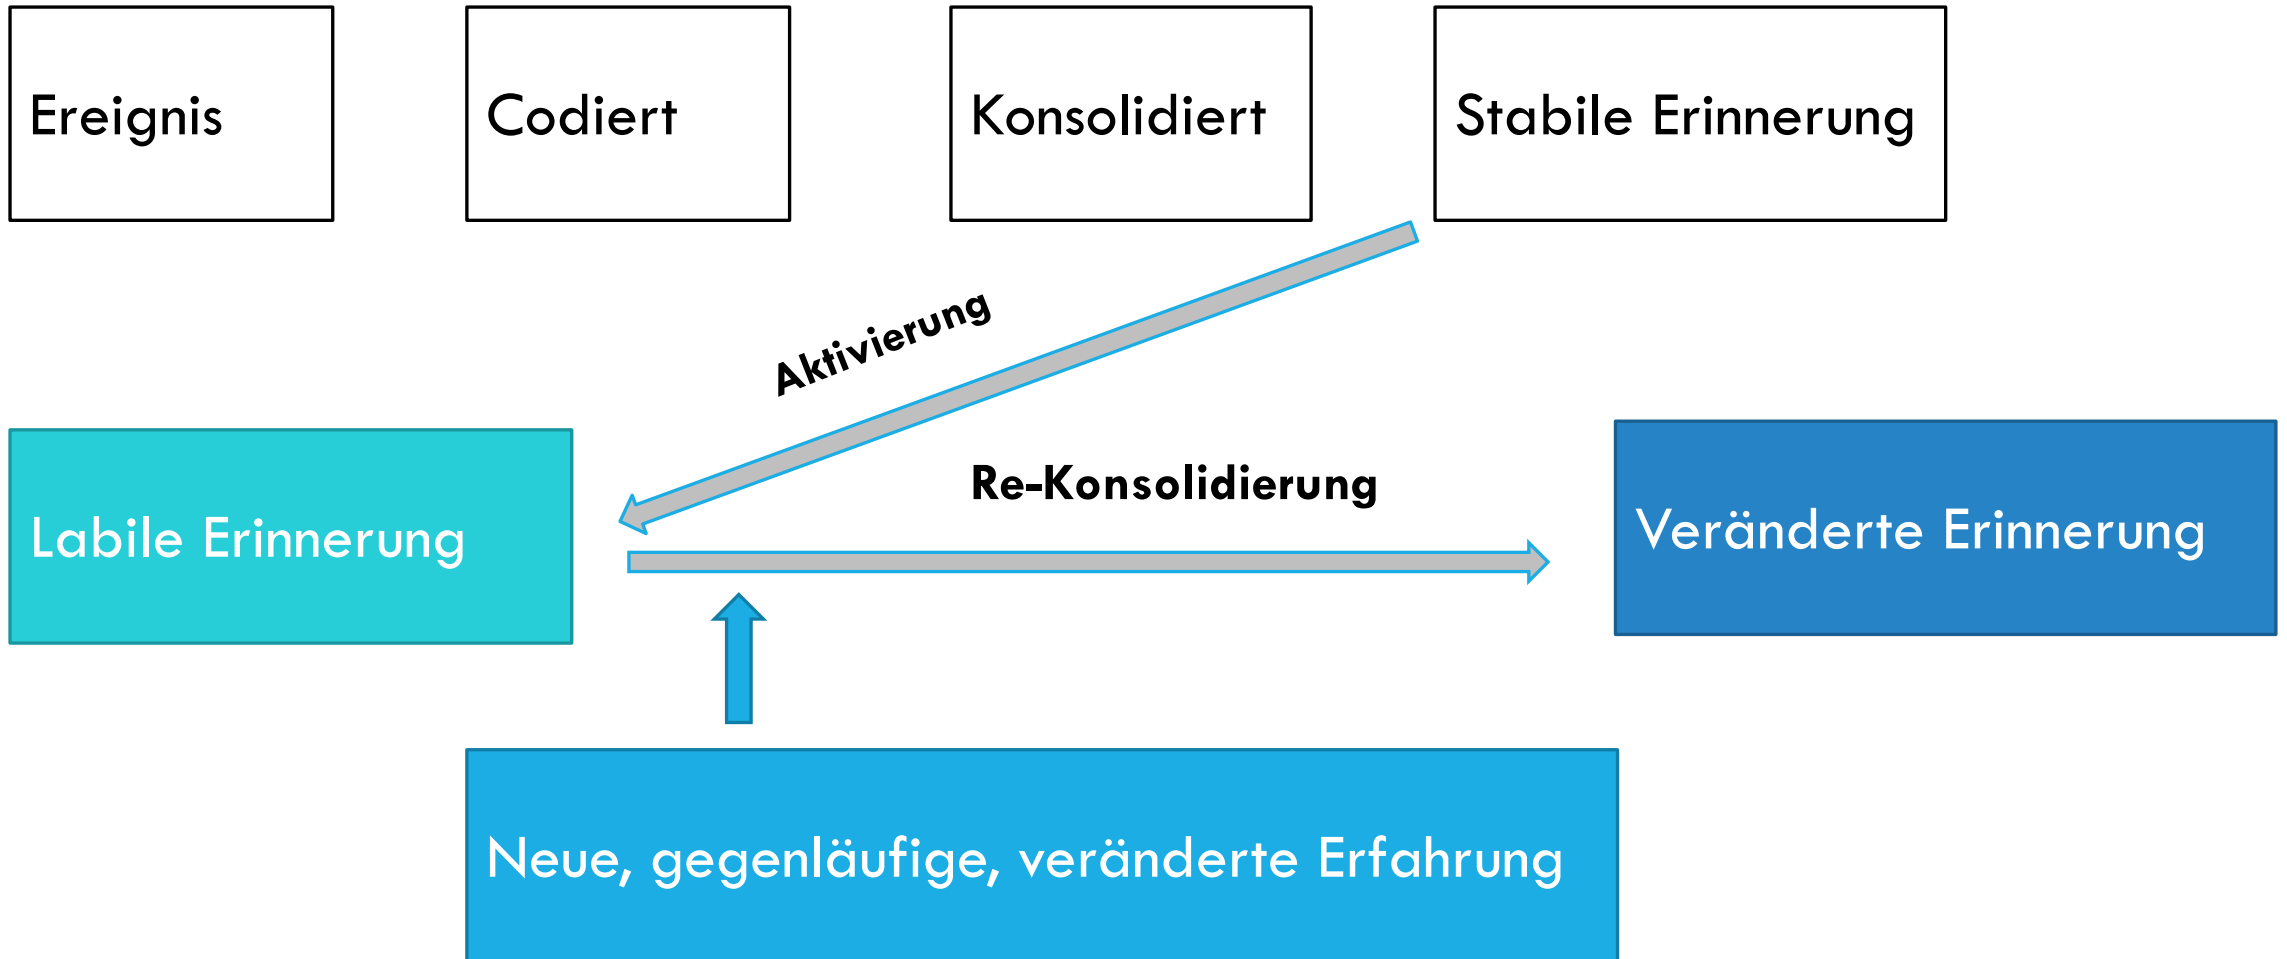 Ereignis
Codiert
Konsolidiert
Stabile Erinnerung
Aktivierung
Re-Konsolidierung
Labile Erinnerung
Veränderte Erinnerung
Neue, gegenläufige, veränderte Erfahrung